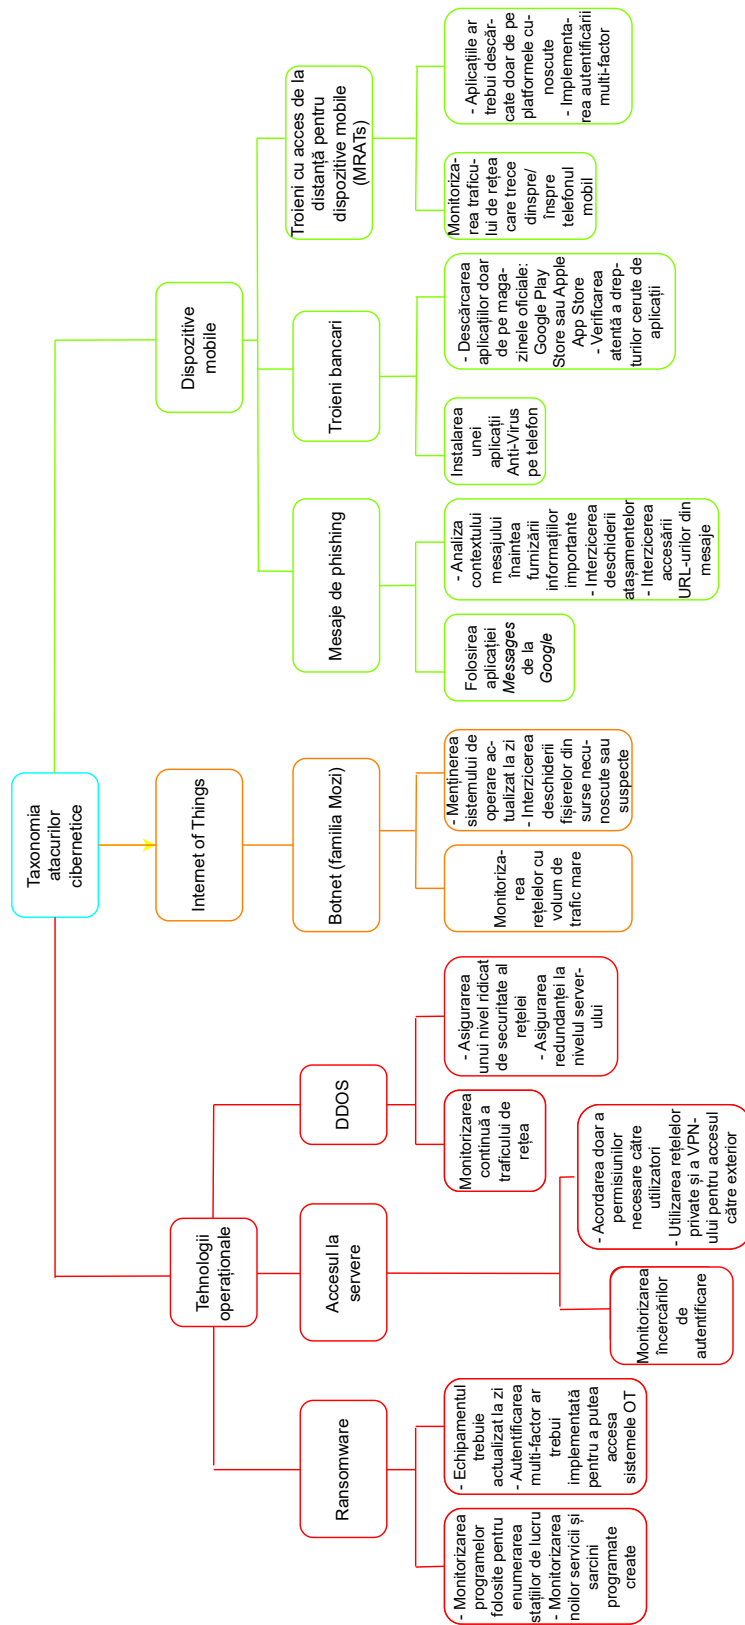 Taxonomia
atacurilor
cibernetice
Tehnologii
operaționale
Internet of Things
Dispozitive
mobile
Ransomware
Accesul la
servere
DDOS
Botnet (familia Mozi)
Mesaje de phishing
Troieni bancari
Troieni cu acces de la
distanță pentru
dispozitive mobile
(MRATs)
- Monitorizarea
programelor
folosite pentru
enumerarea
stațiilor de lucru
- Monitorizarea
noilor servicii și
sarcini
programate
create
- Echipamentul
trebuie
actualizat la zi
- Autentificarea
multi-factor ar
trebui
implementată
pentru a putea
accesa
sistemele OT
Monitorizarea
încercărilor
de
autentificare
- Acordarea doar a
permisiunilor
necesare către
utilizatori
- Utilizarea rețelelor
private și a VPN-
ului pentru accesul
către exterior
Monitorizarea
continuă a
traficului de
rețea
- Asigurarea
unui nivel ridicat
de securitate al
rețelei
- Asigurarea
redundanței la
nivelul server-
ului
Monitoriza-
rea
rețelelor cu
volum de
trafic mare
- Menținerea
sistemului de
operare ac-
tualizat la zi
- Interzicerea
deschiderii
fișierelor din
surse necu-
noscute sau
suspecte
Folosirea
aplicației
Messages
de la
Google
- Analiza
contextului
mesajului
înaintea
furnizării
informațiilor
importante
- Interzicerea
deschiderii
atașamentelor
- Interzicerea
accesării
URL-urilor din
mesaje
Instalarea
unei
aplicații
Anti-Virus
pe telefon
- Descărcarea
aplicațiilor doar
de pe maga-
zinele oficiale:
Google Play
Store sau Apple
App Store
- Verificarea
atentă a drep-
turilor cerute de
aplicații
Monitoriza-
rea traficu-
lui de rețea
care trece
dinspre/
înspre
telefonul
mobil
- Aplicațiile ar
trebui descăr-
cate doar de pe
platformele cu-
noscute
- Implementa-
rea autentificării
multi-factor